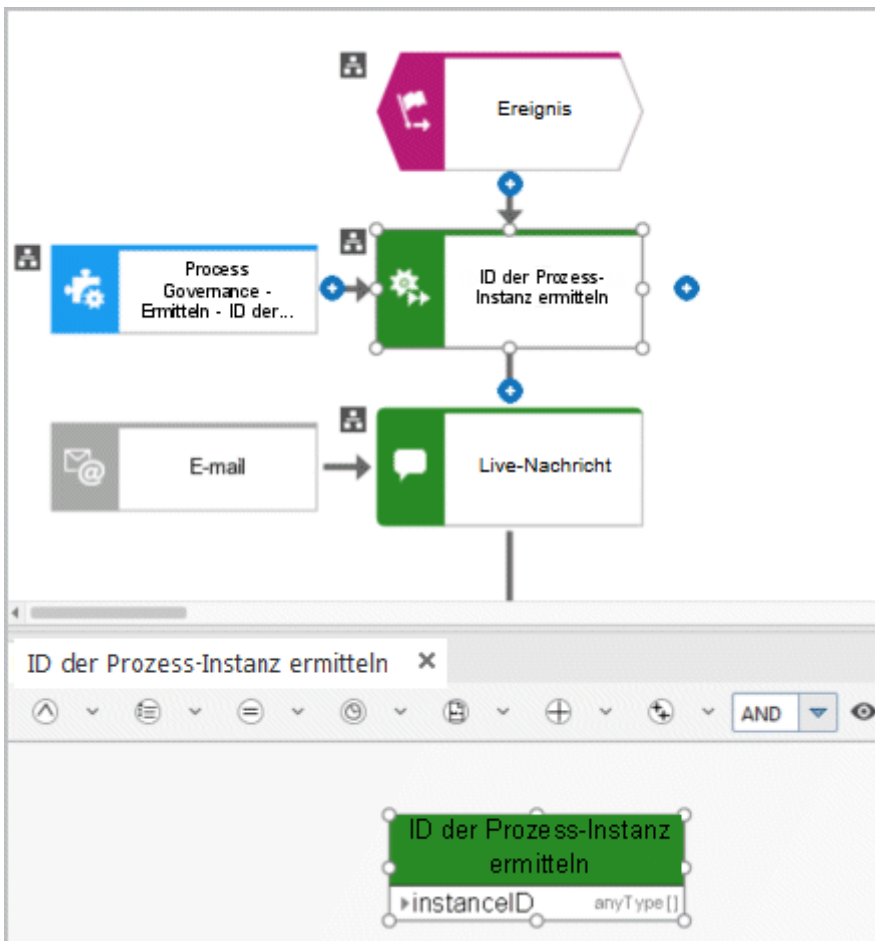 Ereignis
Process
Governance -
Ermitteln - ID der...
ID der Prozess-
Instanz ermitteln
E-mail
Live-Nachricht
ID der Prozess-Instanz ermitteln
AND
ID der Prozess-Instanz
ermitteln
instanceID anyType[]